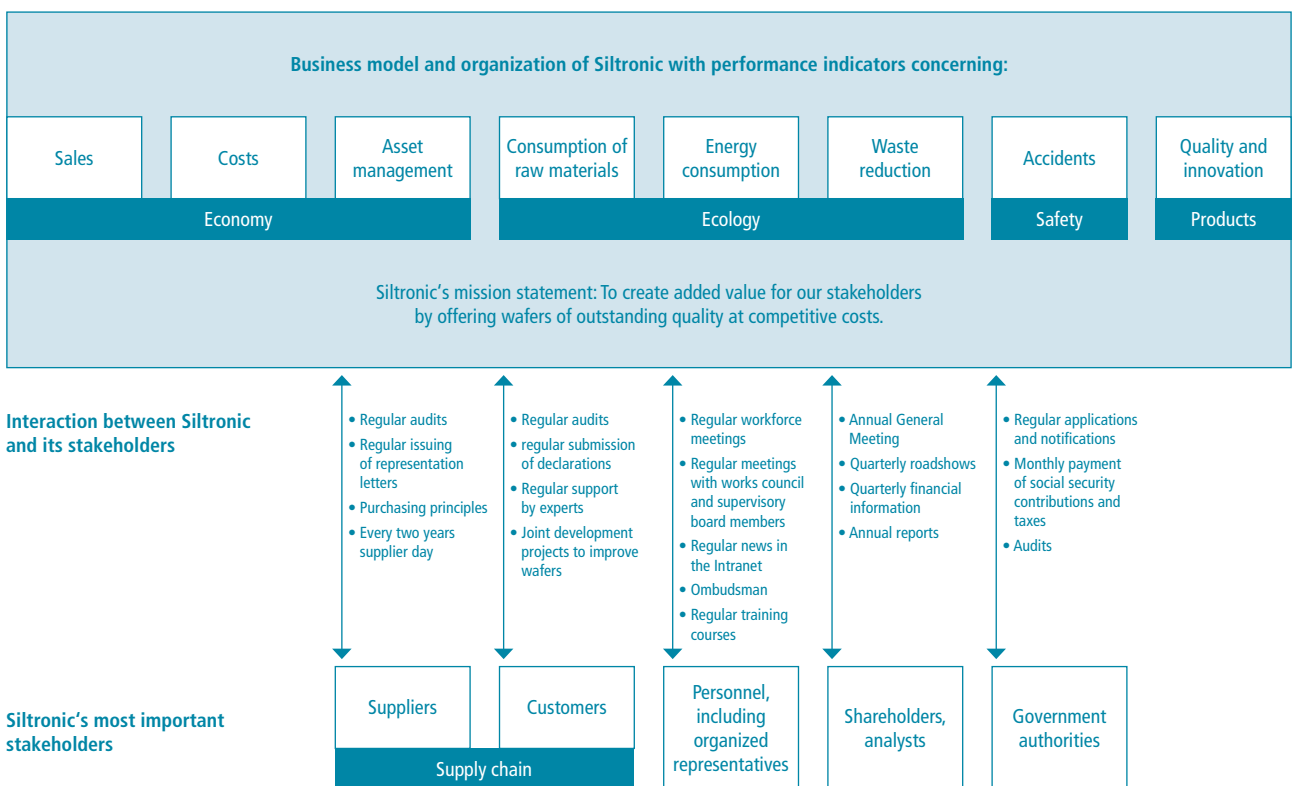 Business model and organization of Siltronic with performance indicators concerning:
Sales
Costs
Asset
management
Consumption of
raw materials
Energy
consumption
Waste
reduction
Accidents
Quality and
innovation
Economy
Ecology
Safety
Products
Siltronic's mission statement: To create added value for our stakeholders
by offering wafers of outstanding quality at competitive costs.
Interaction between Siltronic
and its stakeholders
• Regular audits
• Regular issuing
of representation
letters
• Purchasing principles
• Every two years
supplier day
• Regular audits
• regular submission
of declarations
• Regular support
by experts
• Joint development
projects to improve
wafers
• Regular workforce
meetings
• Regular meetings
with works council
and supervisory
board members
• Regular news in
the Intranet
• Ombudsman
• Regular training
courses
• Annual General
Meeting
• Quarterly roadshows
• Quarterly financial
information
• Annual reports
• Regular applications
and notifications
• Monthly payment
of social security
contributions and
taxes
• Audits
Siltronic's most important
stakeholders
Suppliers
Customers
Supply chain
Personnel,
including
organized
representatives
Shareholders,
analysts
Government
authorities